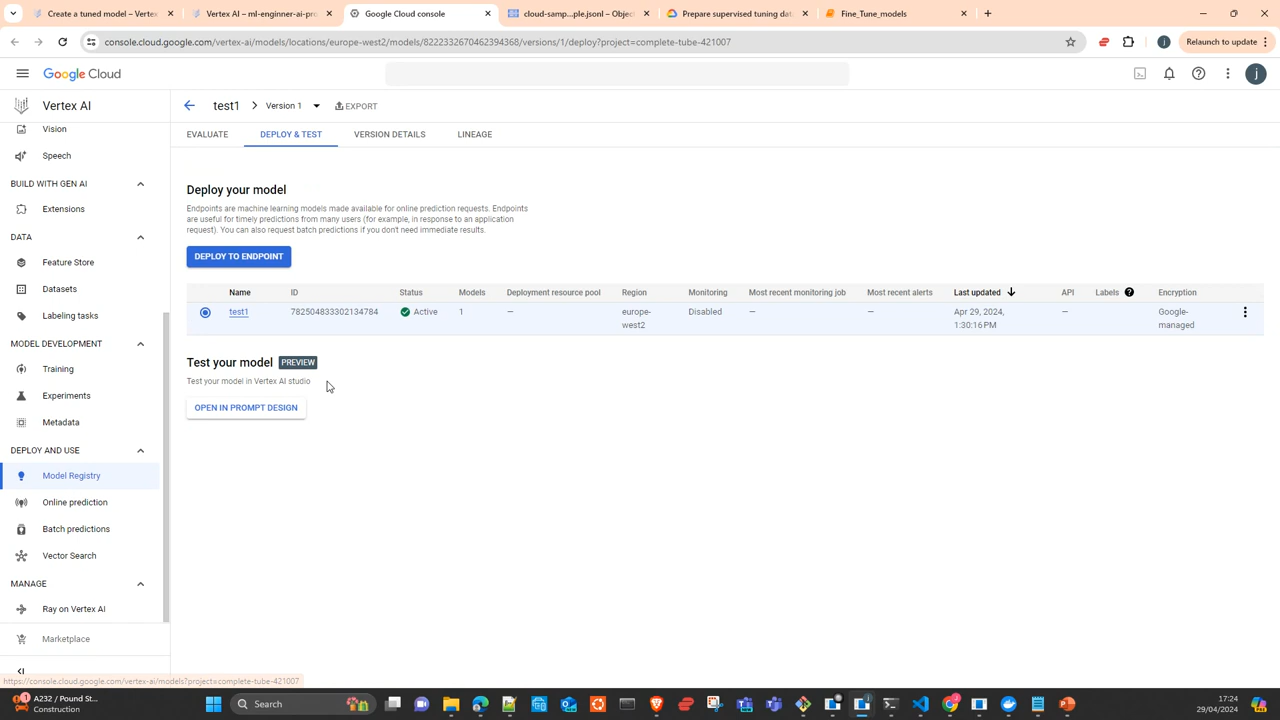 Create a tuned model – Vertex
Vertex AI – ml-enginner-ai-pro
Google Cloud console
cloud-samp...ple.jsonl – Object
Prepare supervised tuning dat
Fine_Tune_models
console.cloud.google.com/vertex-ai/models/locations/europe-west2/models/8222332670462394368/versions/1/deploy?project=complete-tube-421007
j
Relaunch to update
Google Cloud
j
Vertex AI
test1
Version 1
EXPORT
EVALUATE
DEPLOY & TEST
VERSION DETAILS
LINEAGE
Vision
Speech
BUILD WITH GEN AI
Extensions
DATA
Feature Store
Datasets
Labeling tasks
MODEL DEVELOPMENT
Training
Experiments
Metadata
DEPLOY AND USE
Model Registry
Online prediction
Batch predictions
Vector Search
MANAGE
Ray on Vertex AI
Marketplace
Deploy your model
Endpoints are machine learning models made available for online prediction requests. Endpoints
are useful for timely predictions from many users (for example, in response to an application
request). You can also request batch predictions if you don't need immediate results.
DEPLOY TO ENDPOINT
Name ID Status Models Deployment resource pool Region Monitoring Most recent monitoring job Most recent alerts Last updated API Labels Encryption
test1 782504833302134784 Active 1 — europe- Disabled — — Apr 29, 2024, — Google-
west2 1:30:16 PM managed
Test your model PREVIEW
Test your model in Vertex AI studio
OPEN IN PROMPT DESIGN
https://console.cloud.google.com/vertex-ai/models?project=complete-tube-421007
1
A232 / Pound St...
Construction
Search
17:24
29/04/2024